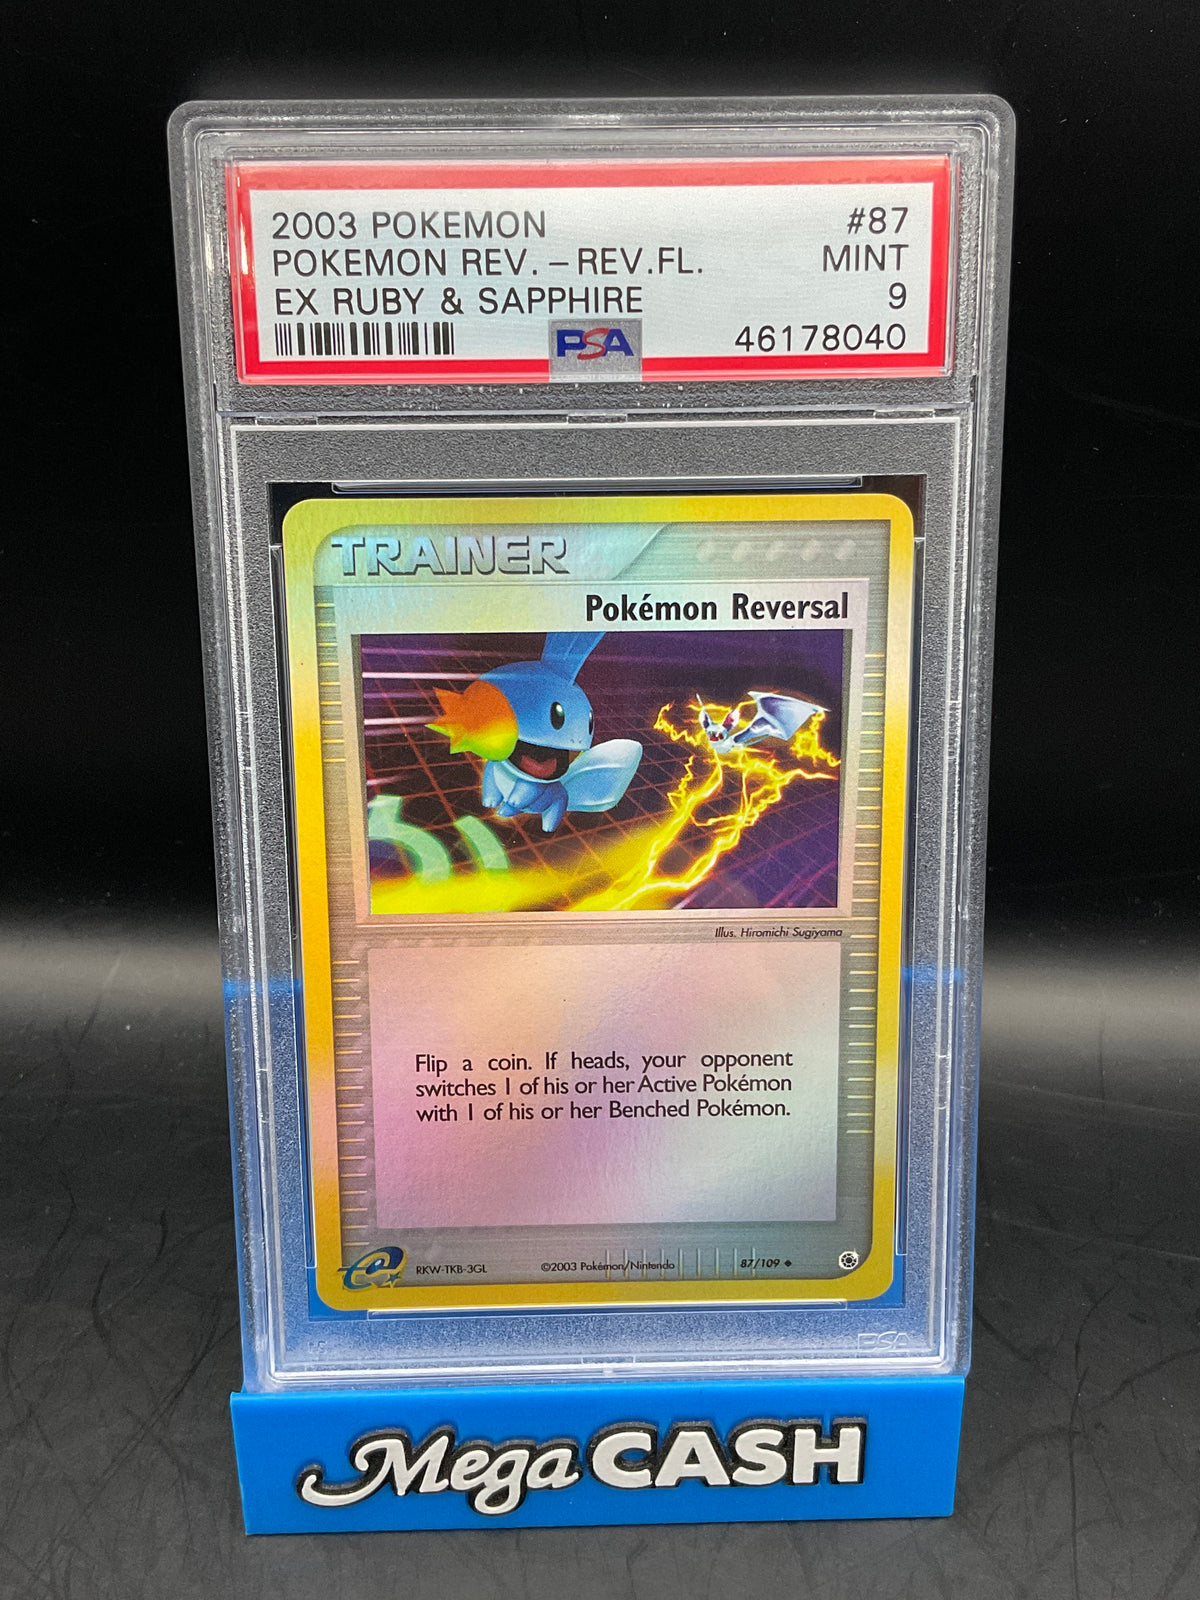 2003 POKEMON #87
POKEMON REV. - REV.FL. MINT
EX RUBY & SAPPHIRE 9
PSA 46178040
TRAINER
Pokémon Reversal
Illus. Hiromichi Sugiyama
Flip a coin. If heads, your opponent
switches 1 of his or her Active Pokémon
with 1 of his or her Benched Pokémon.
e RKW-TKB-3GL ©2003 Pokémon/Nintendo 87/109
PSA
Mega CASH